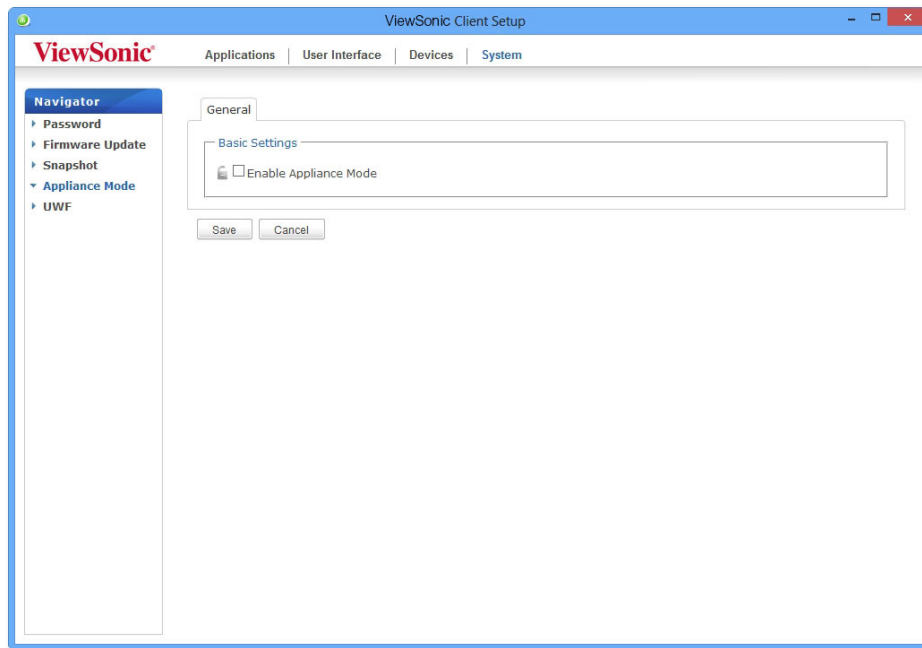 ViewSonic Client Setup
ViewSonic®
Applications | User Interface | Devices | System
Navigator
Password
Firmware Update
Snapshot
Appliance Mode
UWF
General
Basic Settings
Enable Appliance Mode
Save Cancel